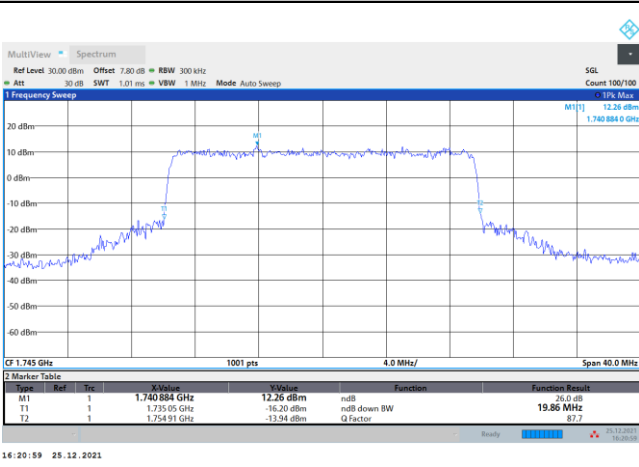 MultiView Spectrum
Ref Level 30.00 dBm Offset 7.80 dB RBW 300 kHz SGL
Att 30 dB SWT 1.01 ms VBW 1 MHz Mode Auto Sweep Count 100/100
1 Frequency Sweep 1Pk Max
M1[1] 12.26 dBm
1.740 884 0 GHz
20 dBm
M1
10 dBm
0 dBm
-10 dBm
T1 T2
-20 dBm
-30 dBm
-40 dBm
-50 dBm
-60 dBm
CF 1.745 GHz 1001 pts 4.0 MHz/ Span 40.0 MHz
2 Marker Table
Type Ref Trc X-Value Y-Value Function Function Result
M1 1 1.740 884 GHz 12.26 dBm ndB 26.0 dB
T1 1 1.735 05 GHz -16.20 dBm ndB down BW 19.86 MHz
T2 1 1.754 91 GHz -13.94 dBm Q Factor 87.7
Ready 25.12.2021
16:20:59
16:20:59 25.12.2021